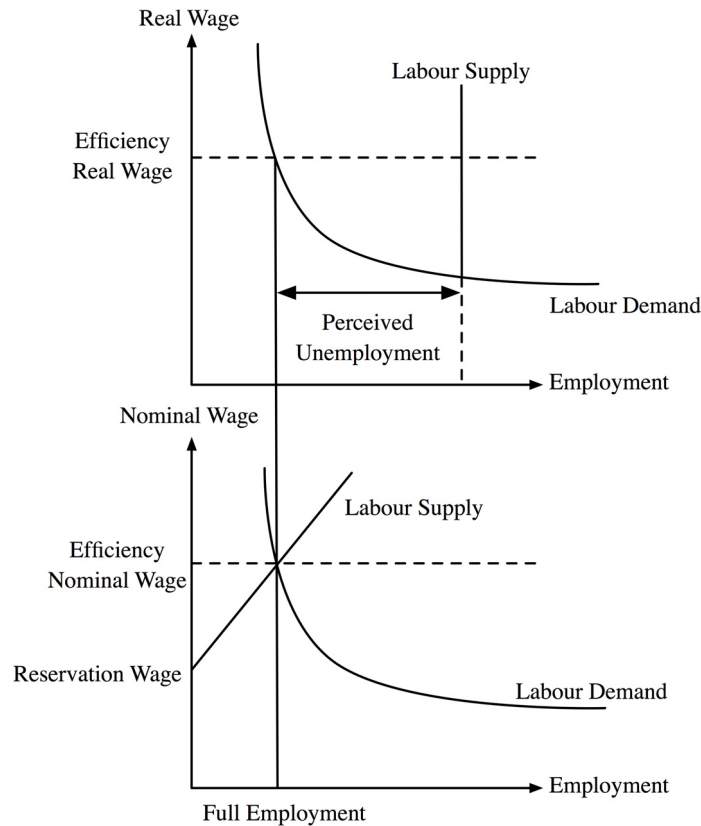 Real Wage
Labour Supply
Efficiency
Real Wage
Labour Demand
Perceived
Unemployment
Employment
Nominal Wage
Labour Supply
Efficiency
Nominal Wage
Reservation Wage
Labour Demand
Employment
Full Employment